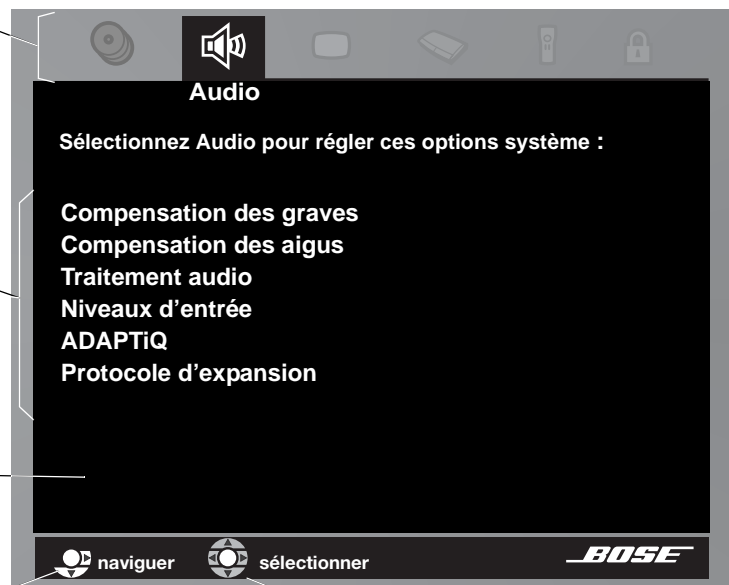 Audio
Sélectionnez Audio pour régler ces options système :
Compensation des graves
Compensation des aigus
Traitement audio
Niveaux d’entrée
ADAPTiQ
Protocole d’expansion
naviguer sélectionner BOSE